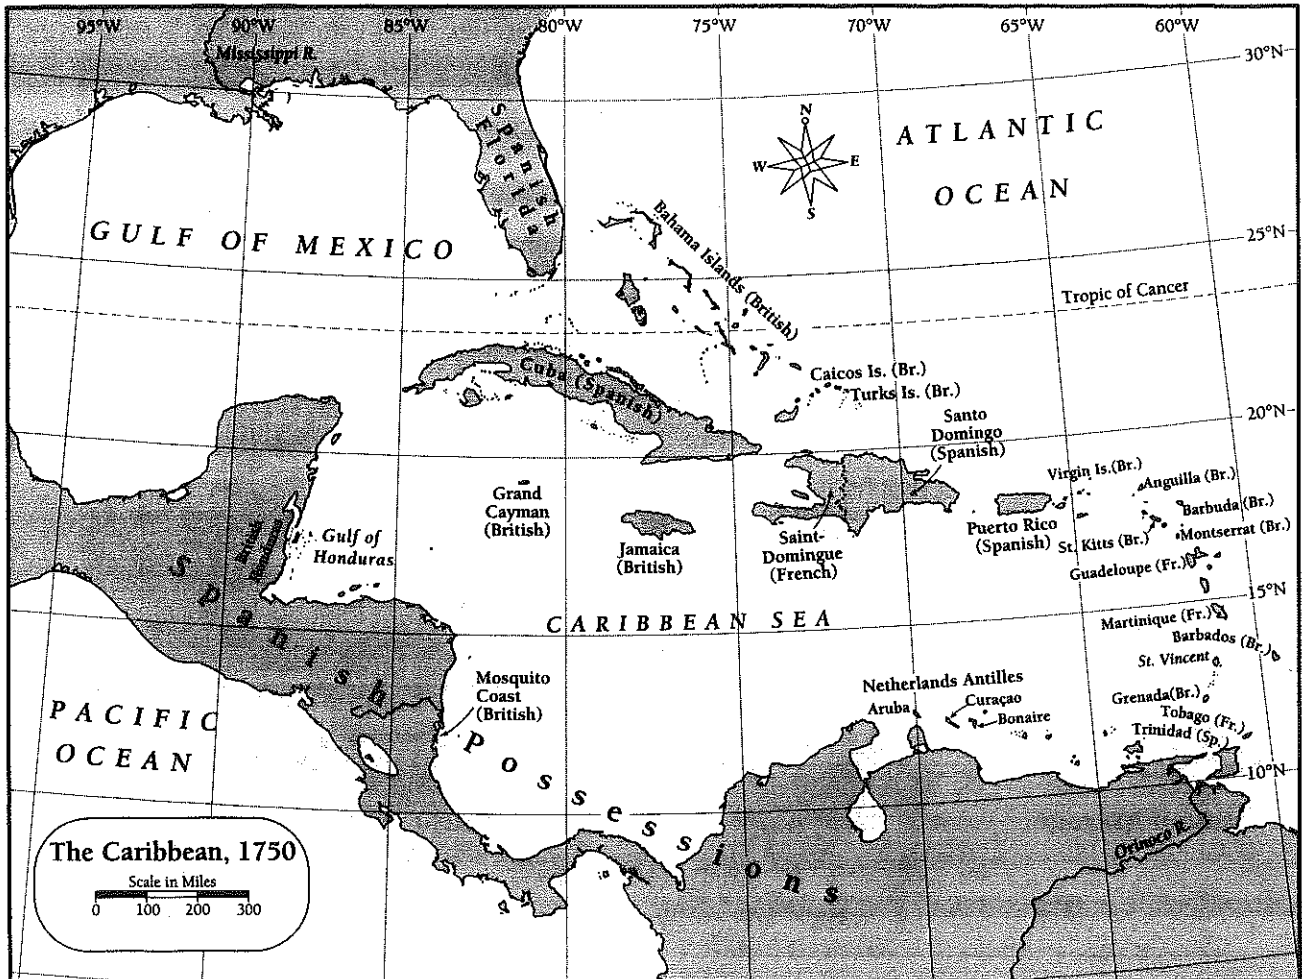 95°W 90°W 85°W 80°W 75°W 70°W 65°W 60°W
30°N
Mississippi R.
Spanish
Florida
N
W E
S
ATLANTIC
OCEAN
GULF OF MEXICO
25°N
Bahama Islands (British)
Tropic of Cancer
Cuba (Spanish)
Caicos Is. (Br.)
Turks Is. (Br.)
20°N
Santo
Domingo
(Spanish)
Grand
Cayman
(British)
Jamaica
(British)
Saint-
Domingue
(French)
Puerto Rico
(Spanish)
Virgin Is.(Br.)
Anguilla (Br.)
Barbuda (Br.)
St. Kitts (Br.)
Montserrat (Br.)
Guadeloupe (Fr.)
15°N
British
Honduras
Gulf of
Honduras
CARIBBEAN SEA
Martinique (Fr.)
Barbados (Br.)
St. Vincent
Grenada(Br.)
Tobago (Fr.)
Trinidad (Sp.)
10°N
Netherlands Antilles
Aruba
Curaçao
Bonaire
Mosquito
Coast
(British)
Spanish
Possessions
Orinoco R.
PACIFIC
OCEAN
The Caribbean, 1750
Scale in Miles
0 100 200 300